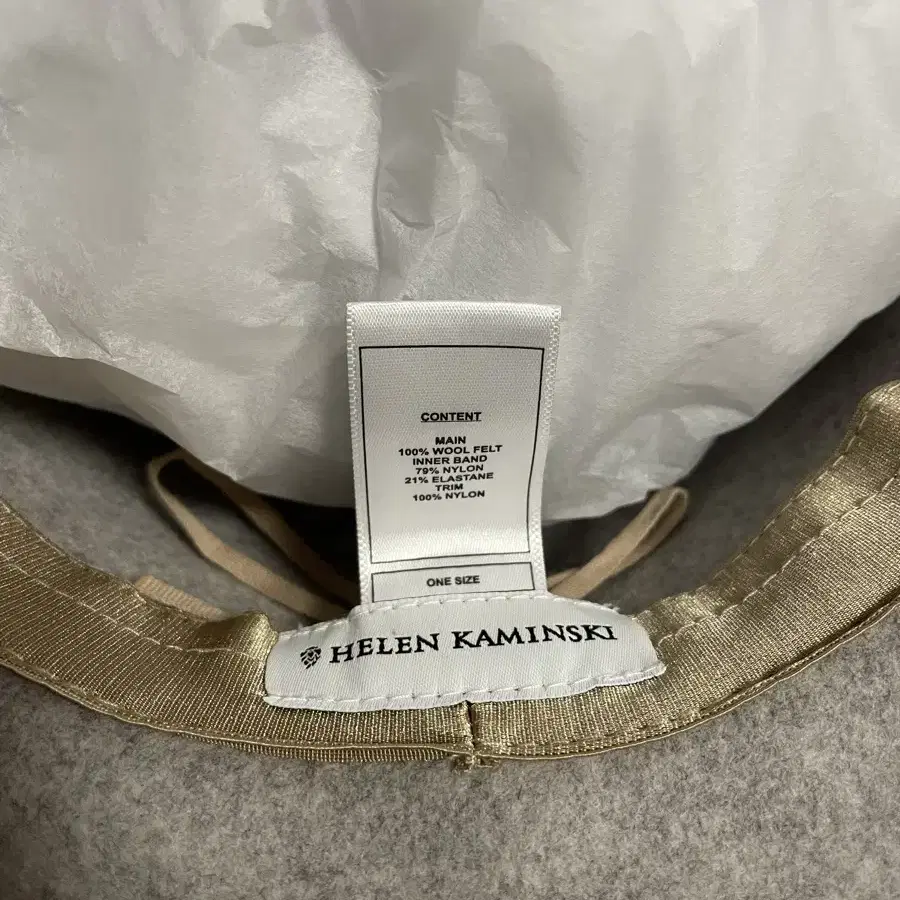 CONTENT
MAIN
100% WOOL FELT
INNER BAND
79% NYLON
21% ELASTANE
TRIM
100% NYLON
ONE SIZE
HELEN KAMINSKI